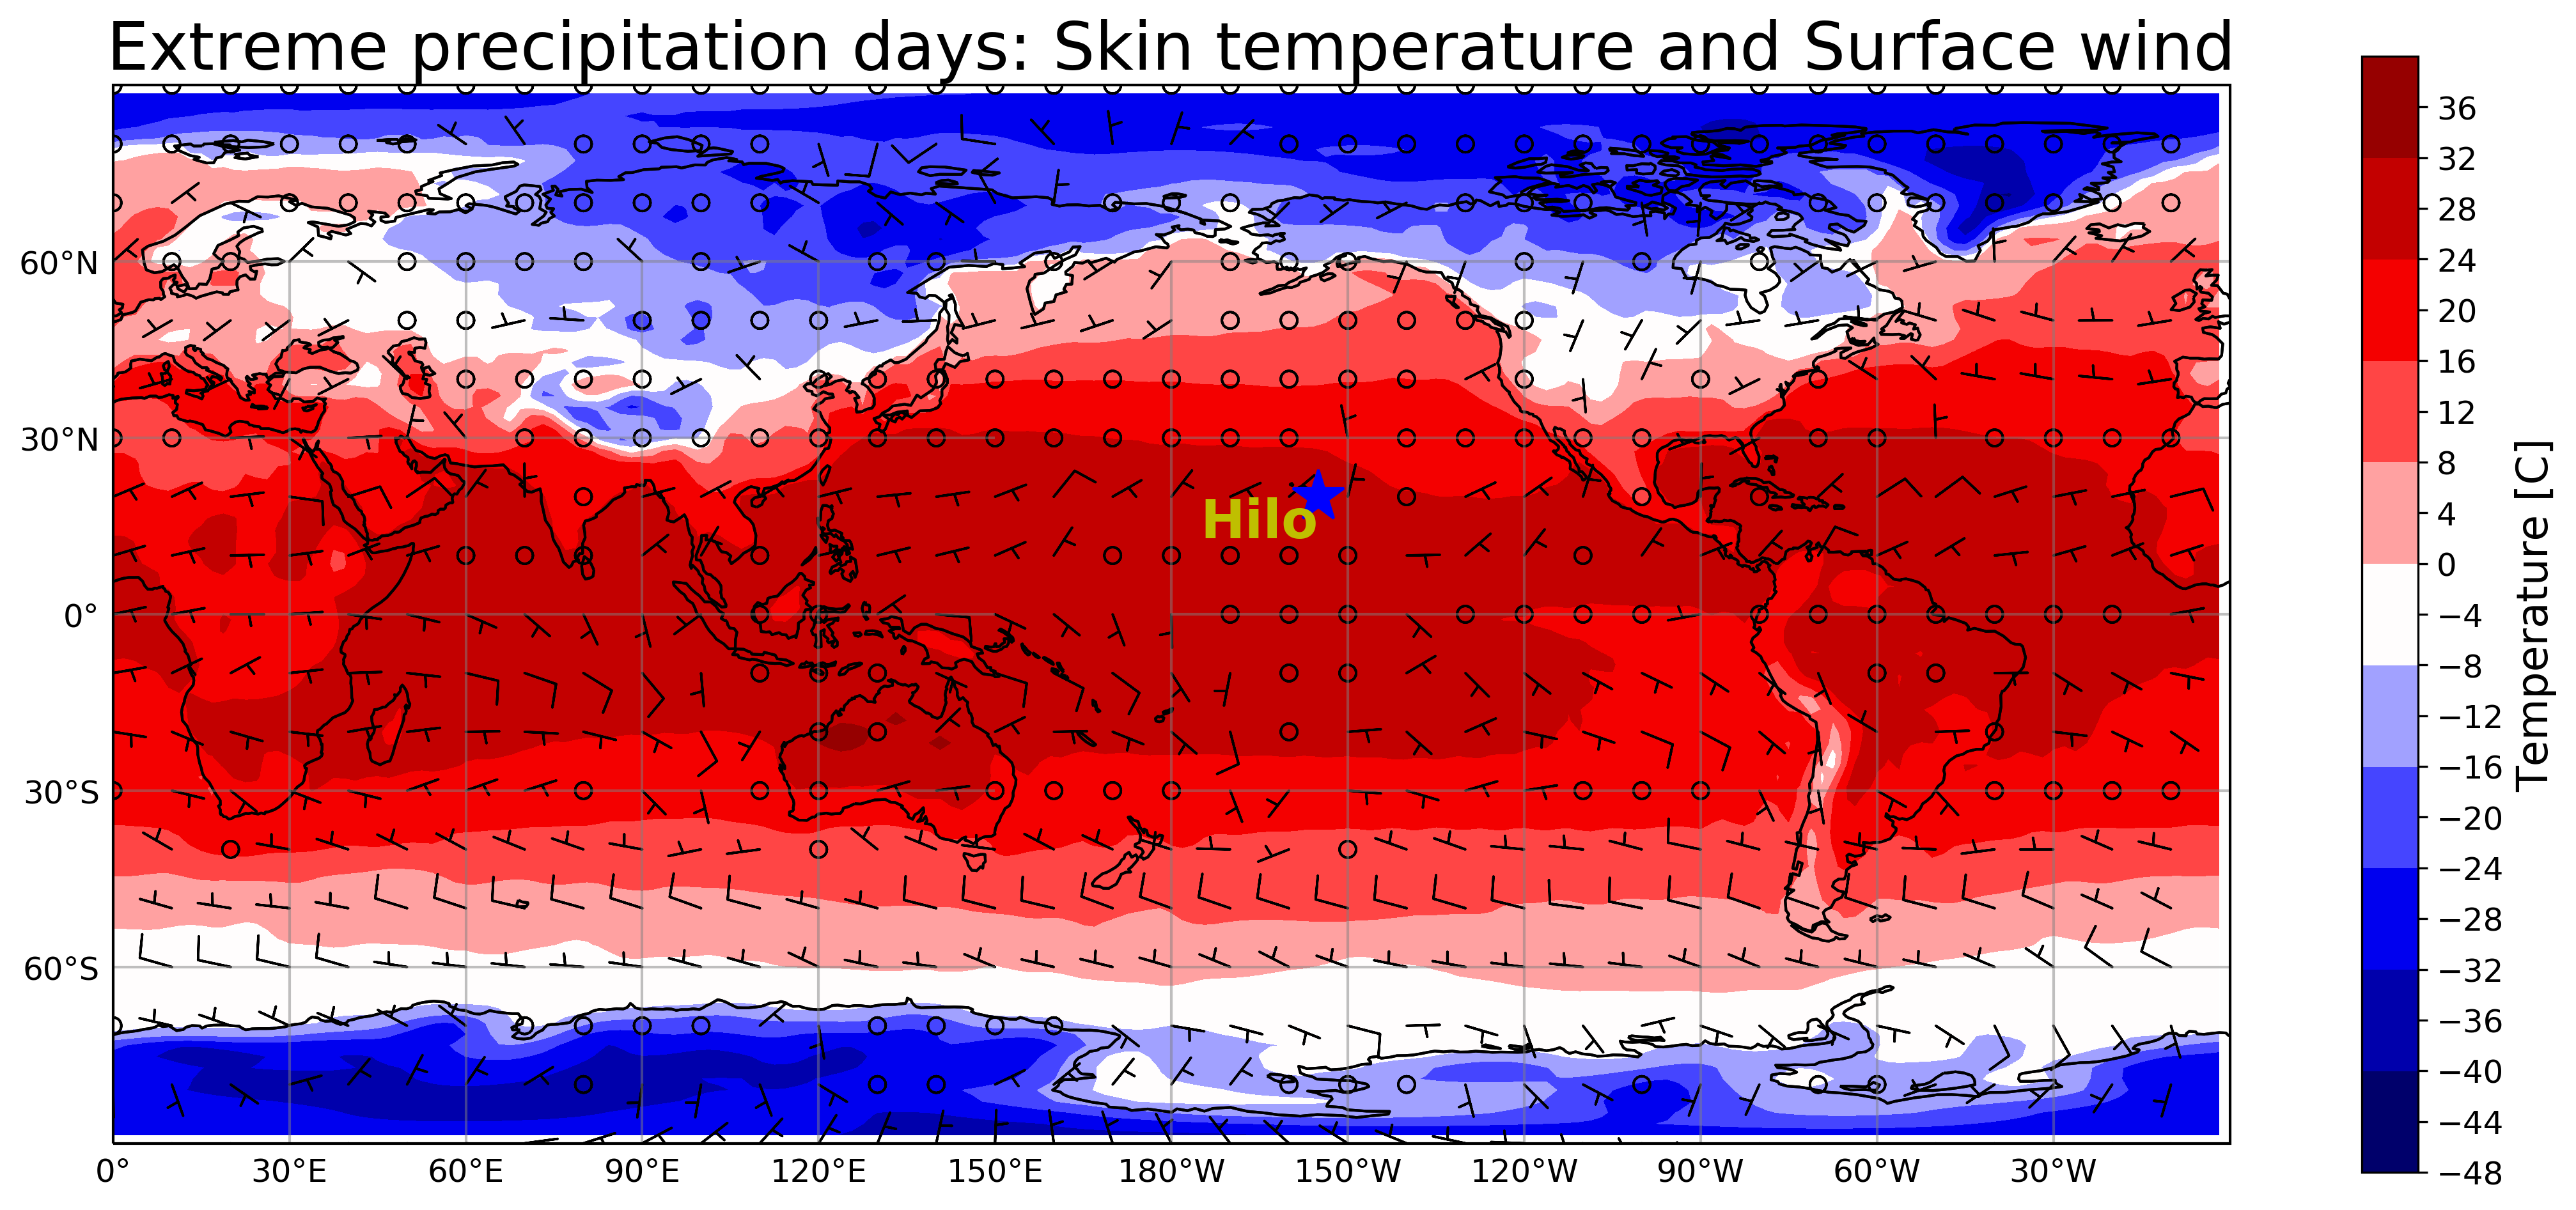 Extreme precipitation days: Skin temperature and Surface wind
60°N
30°N
0°
30°S
60°S
0° 30°E 60°E 90°E 120°E 150°E 180°W 150°W 120°W 90°W 60°W 30°W
Hilo
36
32
28
24
20
16
12
8
4
0
−4
−8
−12
−16
−20
−24
−28
−32
−36
−40
−44
−48
Temperature [C]